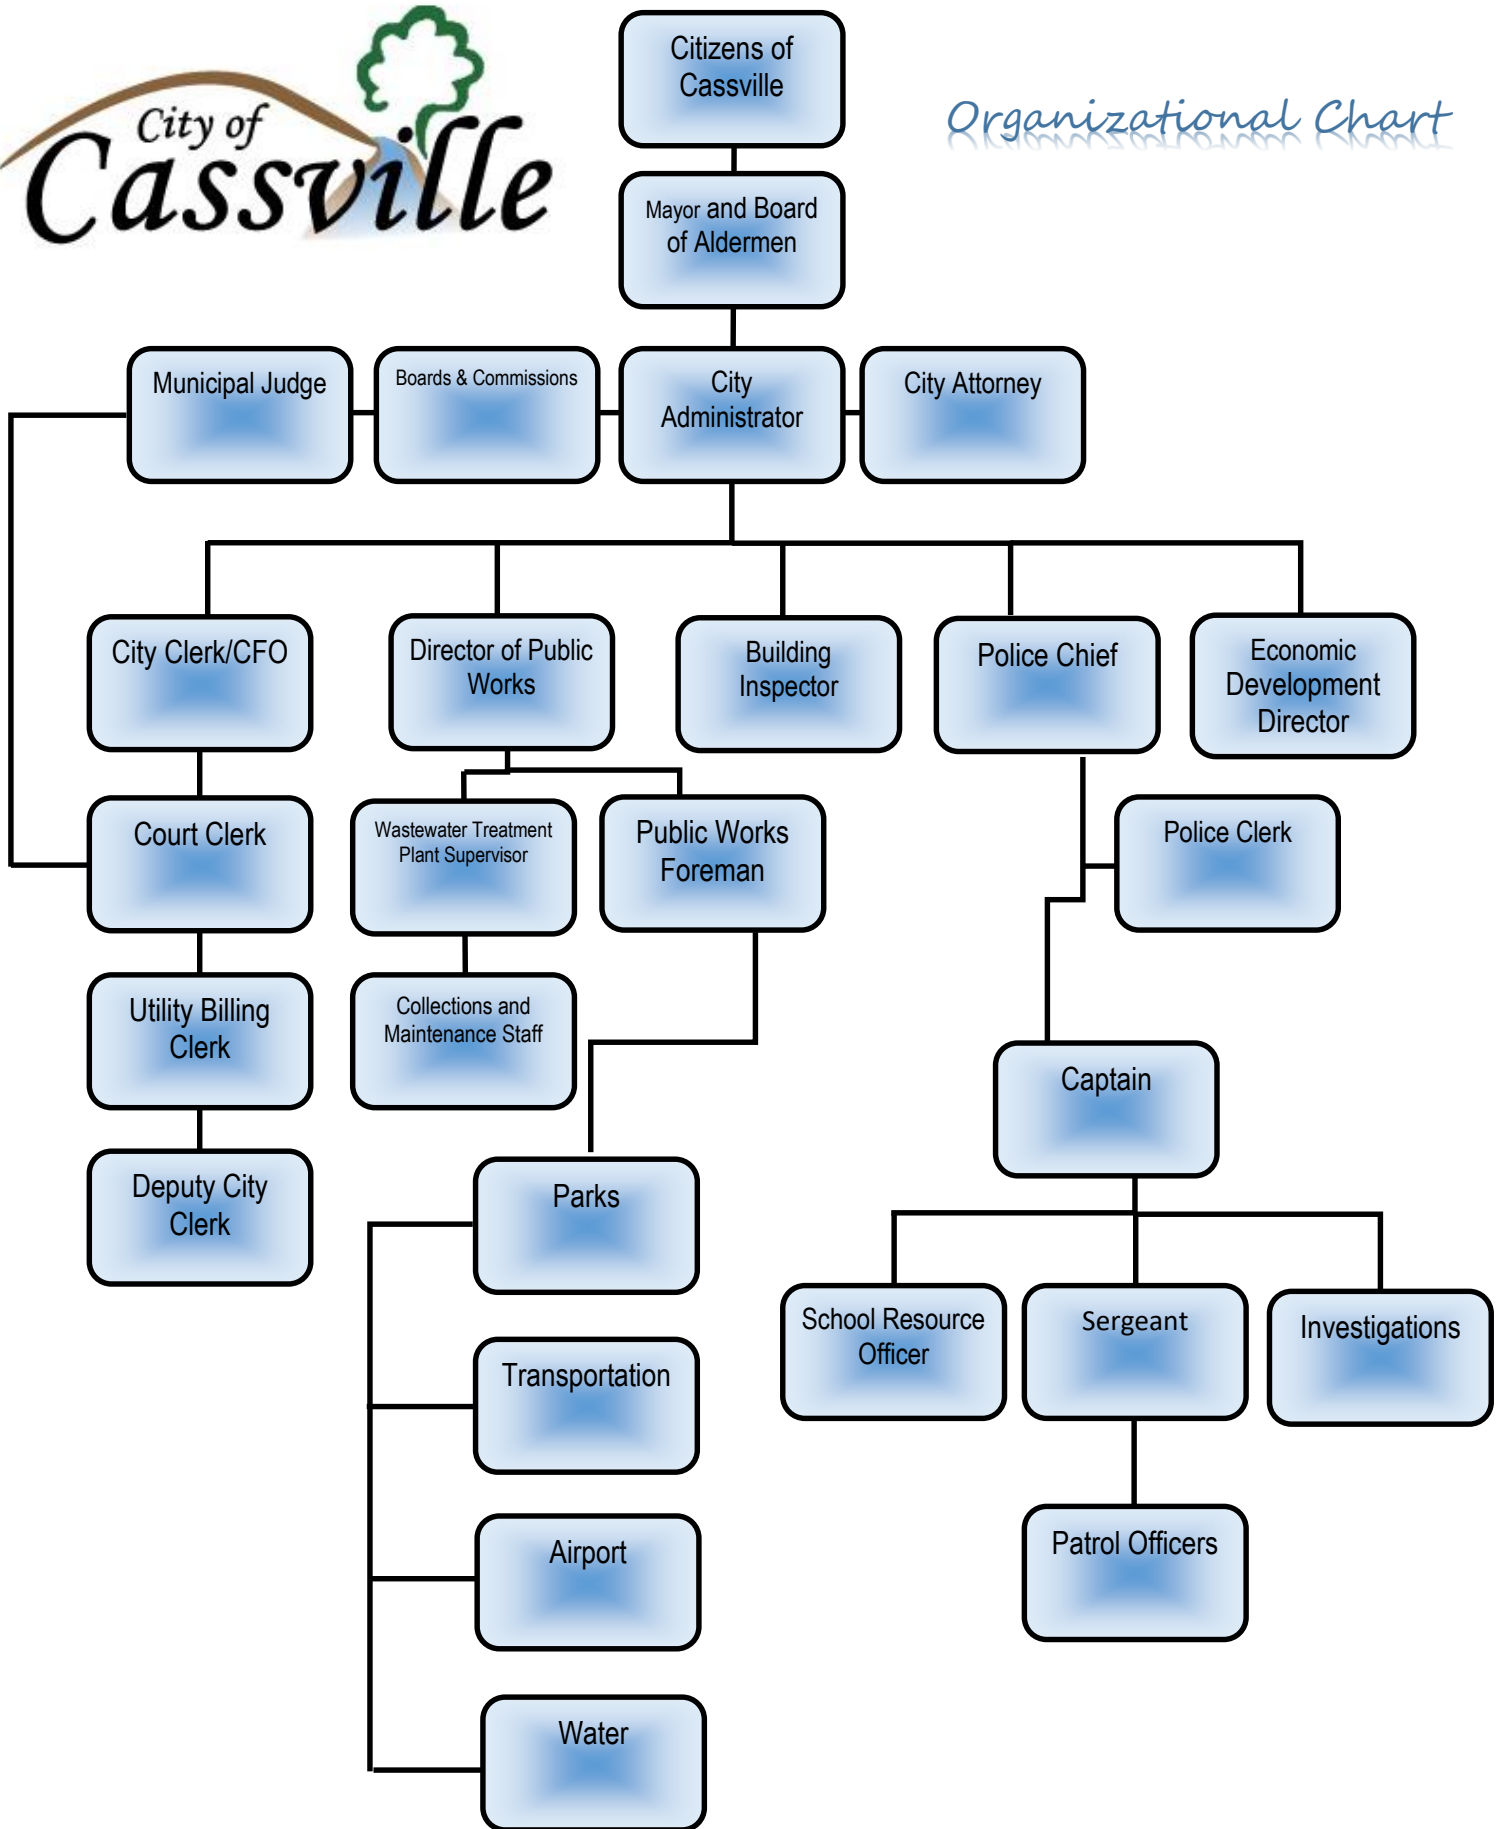 City of
Cassville
Organizational Chart
Citizens of
Cassville
Mayor and Board
of Aldermen
Municipal Judge
Boards & Commissions
City
Administrator
City Attorney
City Clerk/CFO
Director of Public
Works
Building
Inspector
Police Chief
Economic
Development
Director
Court Clerk
Wastewater Treatment
Plant Supervisor
Public Works
Foreman
Police Clerk
Utility Billing
Clerk
Collections and
Maintenance Staff
Captain
Deputy City
Clerk
Parks
School Resource
Officer
Sergeant
Investigations
Transportation
Airport
Patrol Officers
Water